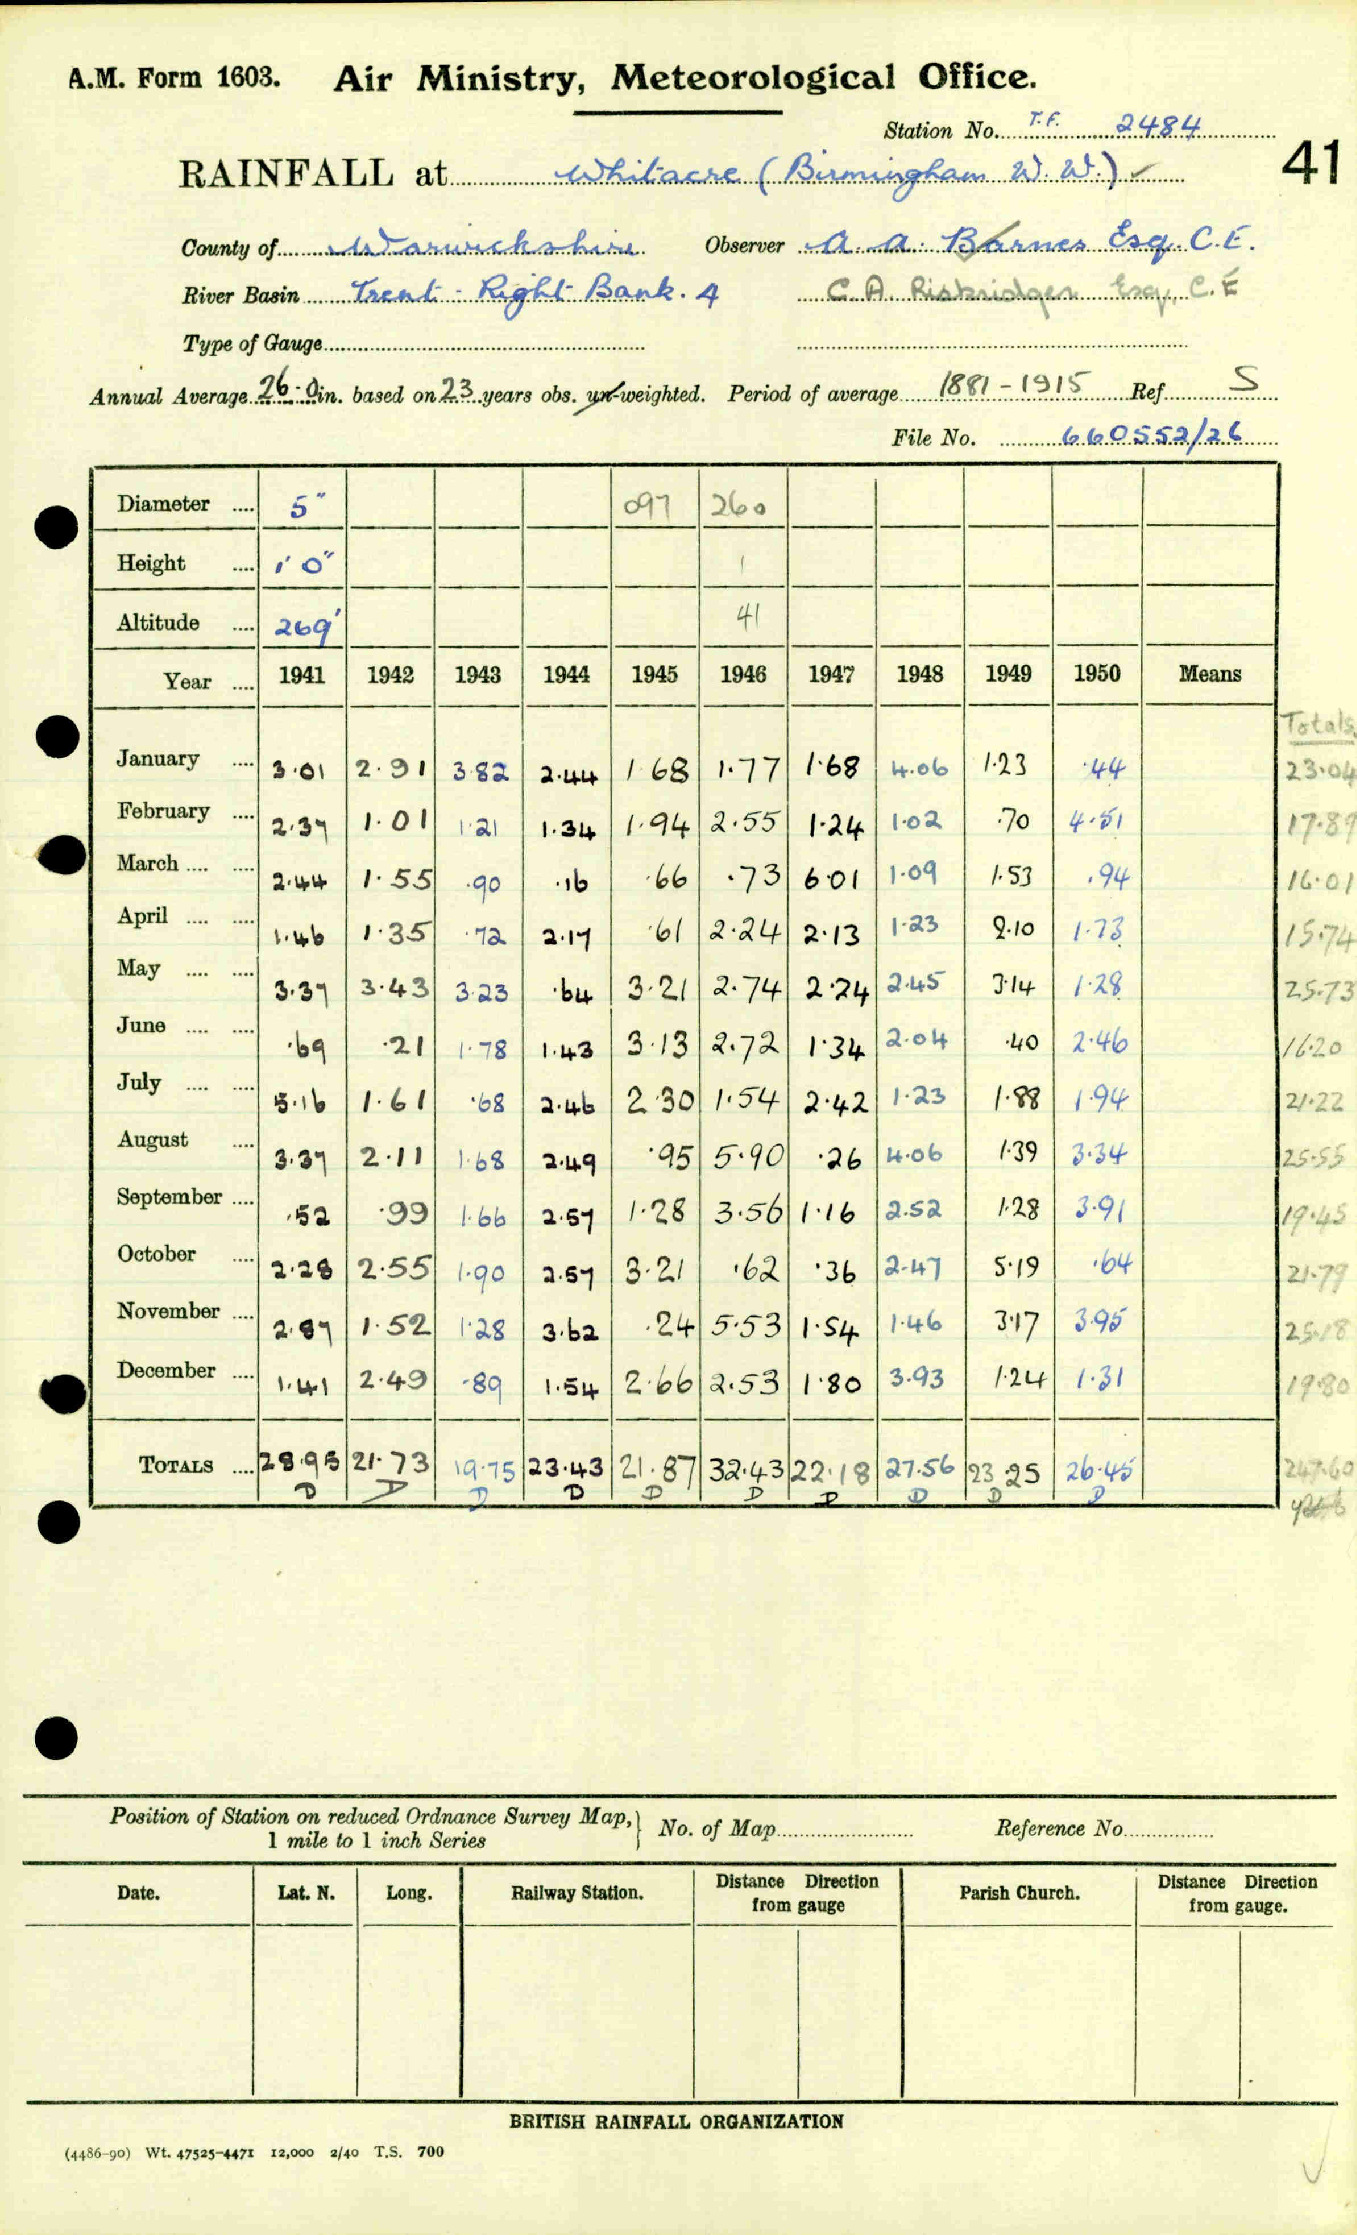 A.M. Form 1603. Air Ministry, Meteorological Office.
Station No. T.F. 2484
41
RAINFALL at Whitacre (Birmingham W. W.) ✓
County of Warwickshire Observer A. A. Barnes Esq. C.E.
River Basin Trent - Right Bank. 4 C. A. Risbridger Esq, C.E
Type of Gauge
Annual Average 26.0 in. based on 23 years obs. un-weighted. Period of average 1881-1915 Ref. S
File No. 660552/26
Diameter .... 5" 097 260
Height .... 1' 0" 1
Altitude .... 269' 41
Year .... 1941 1942 1943 1944 1945 1946 1947 1948 1949 1950 Means
Totals
January .... 3.01 2.91 3.82 2.44 1.68 1.77 1.68 4.06 1.23 .44 23.04
February .... 2.37 1.01 1.21 1.34 1.94 2.55 1.24 1.02 .70 4.51 17.89
March .... .... 2.44 1.55 .90 .16 .66 .73 6.01 1.09 1.53 .94 16.01
April .... .... 1.46 1.35 .72 2.17 .61 2.24 2.13 1.23 2.10 1.73 15.74
May .... .... 3.37 3.43 3.23 .64 3.21 2.74 2.24 2.45 3.14 1.28 25.73
June .... .... .69 .21 1.78 1.43 3.13 2.72 1.34 2.04 .40 2.46 16.20
July .... .... 5.16 1.61 .68 2.46 2.30 1.54 2.42 1.23 1.88 1.94 21.22
August .... 3.37 2.11 1.68 2.49 .95 5.90 .26 4.06 1.39 3.34 25.55
September .... .52 .99 1.66 2.57 1.28 3.56 1.16 2.52 1.28 3.91 19.45
October .... 2.28 2.55 1.90 2.57 3.21 .62 .36 2.47 5.19 .64 21.79
November .... 2.87 1.52 1.28 3.62 .24 5.53 1.54 1.46 3.17 3.95 25.18
December .... 1.41 2.49 .89 1.54 2.66 2.53 1.80 3.93 1.24 1.31 19.80
TOTALS .... 28.95 21.73 19.75 23.43 21.87 32.43 22.18 27.56 23.25 26.45 247.60
D D D D D D D D D D
Position of Station on reduced Ordnance Survey Map,} No. of Map Reference No.
1 mile to 1 inch Series
Date. Lat. N. Long. Railway Station. Distance from gauge Direction Parish Church. Distance from gauge. Direction
BRITISH RAINFALL ORGANIZATION
(4486-90) Wt. 47525-4471 12,000 2/40 T.S. 700